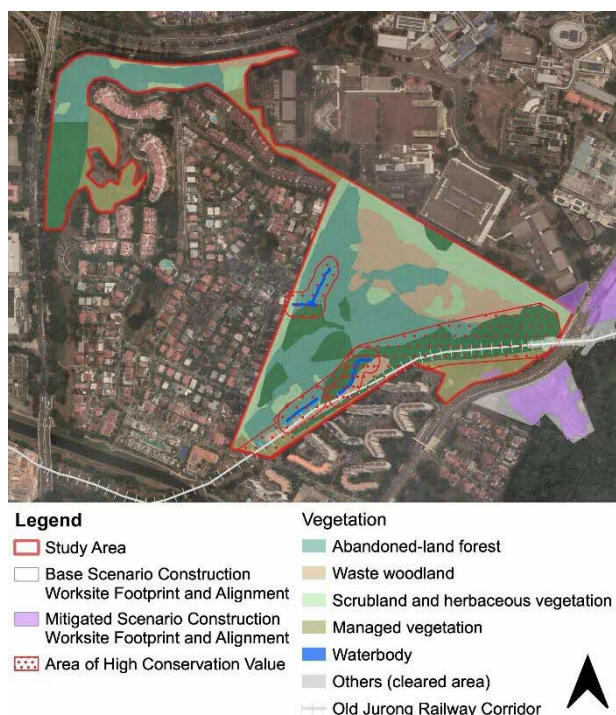 Legend
Study Area
Base Scenario Construction
Worksite Footprint and Alignment
Mitigated Scenario Construction
Worksite Footprint and Alignment
Area of High Conservation Value
Vegetation
Abandoned-land forest
Waste woodland
Scrubland and herbaceous vegetation
Managed vegetation
Waterbody
Others (cleared area)
Old Jurong Railway Corridor